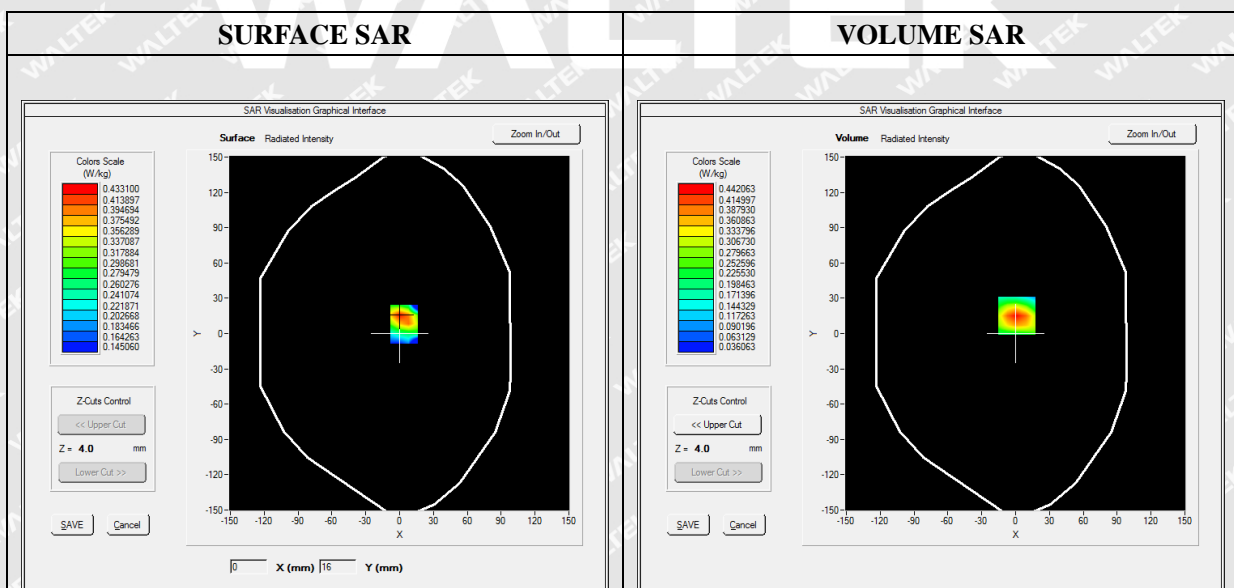 WALTEK
SURFACE SAR
VOLUME SAR
SAR Visualisation Graphical Interface
Surface Radiated Intensity
Zoom In/Out
Colors Scale
(W/kg)
0.433100
0.413897
0.394694
0.375492
0.356289
0.337087
0.317884
0.298681
0.279479
0.260276
0.241074
0.221871
0.202668
0.183466
0.164263
0.145060
Z-Cuts Control
<< Upper Cut
Z = 4.0 mm
Lower Cut >>
SAVE Cancel
150
120
90
60
30
0
-30
-60
-90
-120
-150
Y
-150 -120 -90 -60 -30 0 30 60 90 120 150
X
0 X (mm) 16 Y (mm)
SAR Visualisation Graphical Interface
Volume Radiated Intensity
Zoom In/Out
Colors Scale
(W/kg)
0.442063
0.414997
0.387930
0.360863
0.333796
0.306730
0.279663
0.252596
0.225530
0.198463
0.171396
0.144329
0.117263
0.090196
0.063129
0.036063
Z-Cuts Control
<< Upper Cut
Z = 4.0 mm
Lower Cut >>
SAVE Cancel
150
120
90
60
30
0
-30
-60
-90
-120
-150
Y
-150 -120 -90 -60 -30 0 30 60 90 120 150
X